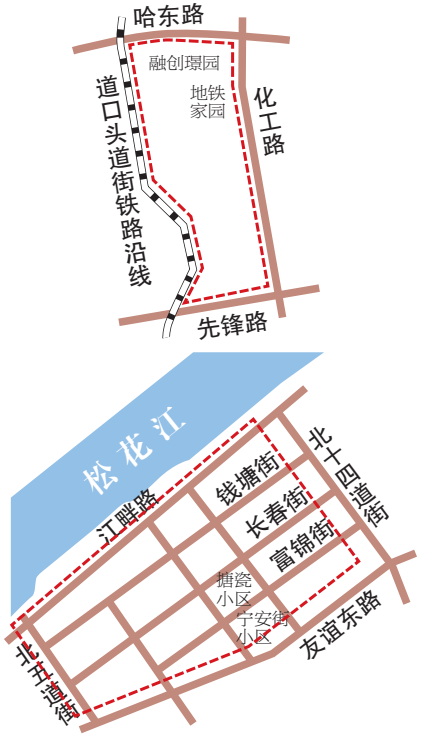 哈东路
融创璟园
地铁
家园
化工路
道口头道街铁路沿线
先锋路
松花江
江畔路
钱塘街
北十四道街
长春街
富锦街
搪瓷
小区
宁安街
小区
友谊东路
北五道街